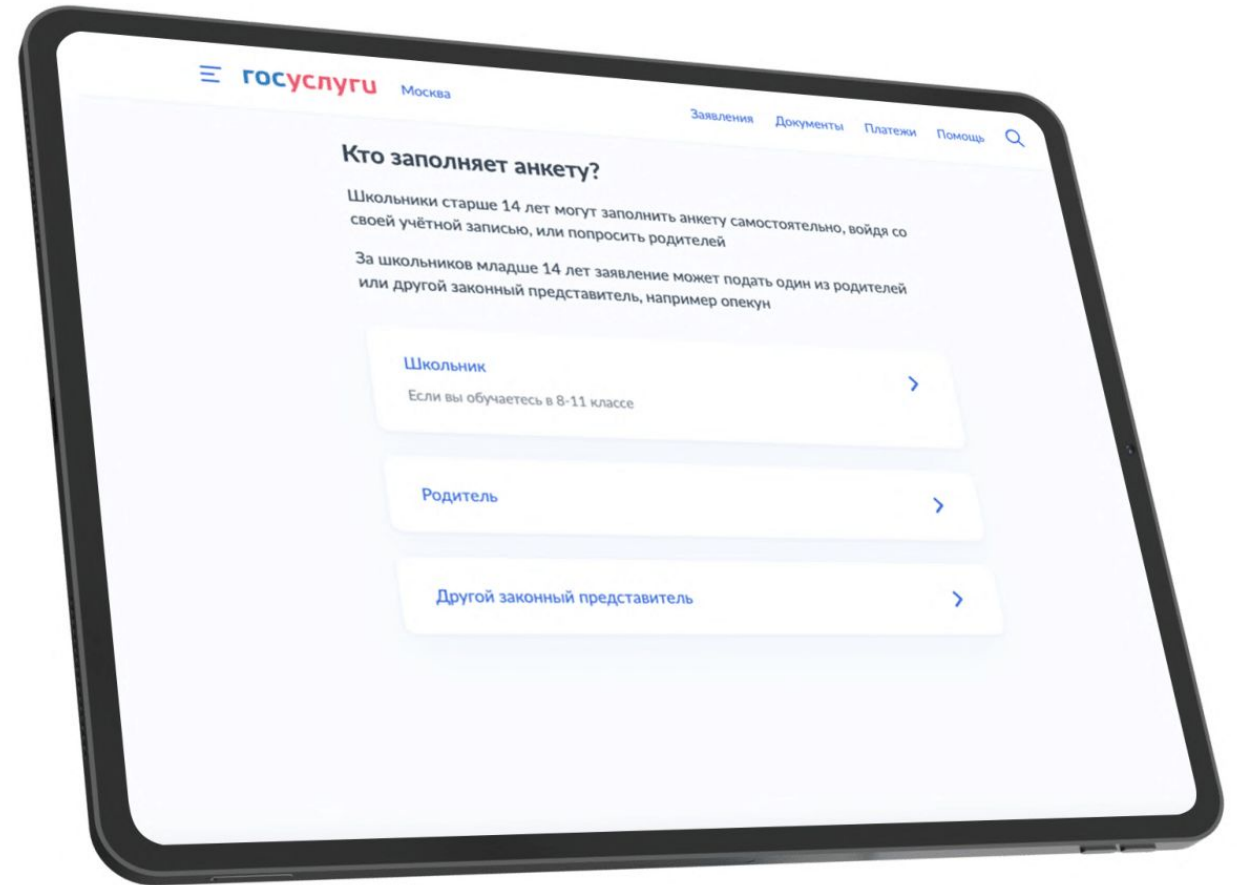 госуслуги Москва Заявления Документы Платежи Помощь
Кто заполняет анкету?
Школьники старше 14 лет могут заполнить анкету самостоятельно, войдя со
своей учётной записью, или попросить родителей
За школьников младше 14 лет заявление может подать один из родителей
или другой законный представитель, например опекун
Школьник
Если вы обучаетесь в 8-11 классе
Родитель
Другой законный представитель